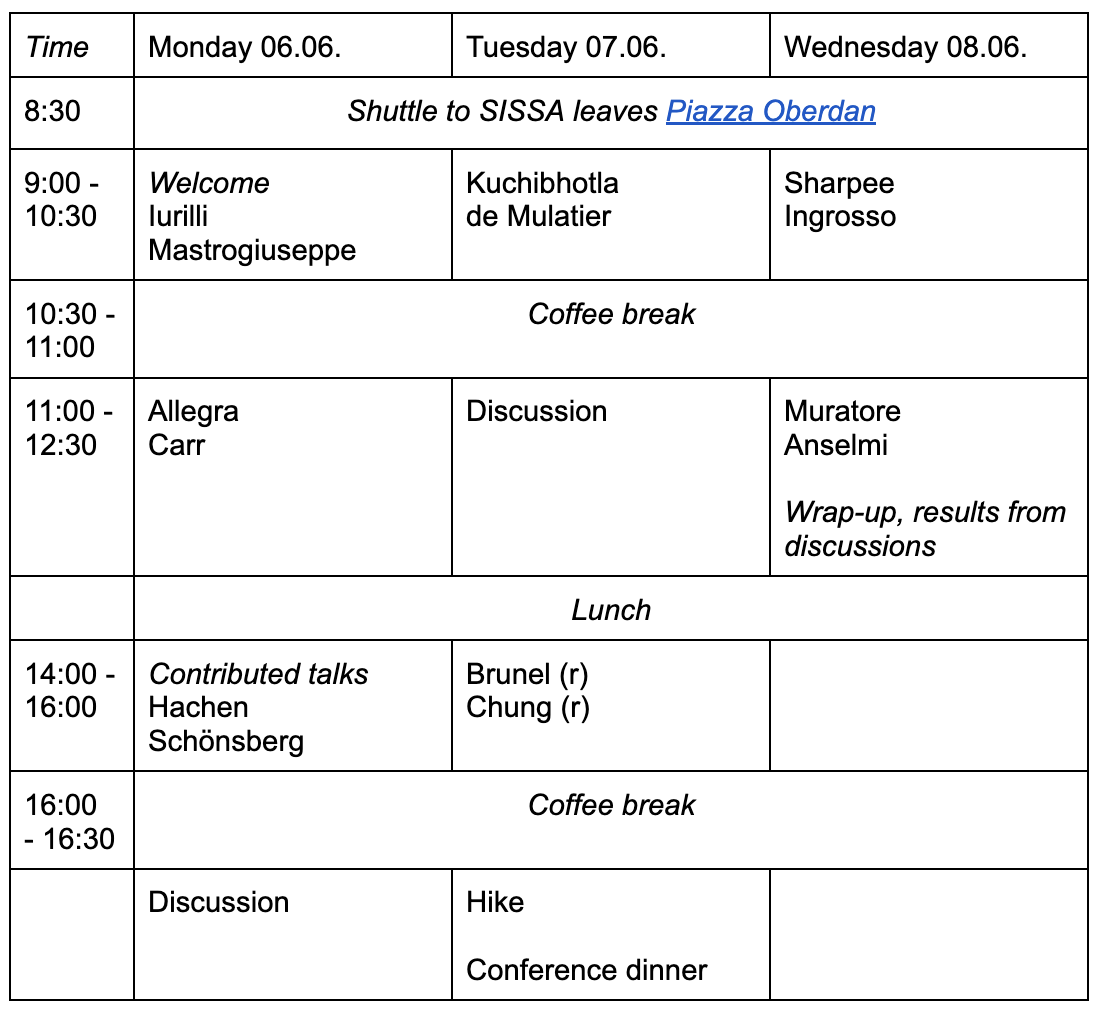 Time
Monday 06.06.
Tuesday 07.06.
Wednesday 08.06.
8:30
Shuttle to SISSA leaves Piazza Oberdan
9:00 -
10:30
Welcome
Iurilli
Mastrogiuseppe
Kuchibhotla
de Mulatier
Sharpee
Ingrosso
10:30 -
11:00
Coffee break
11:00 -
12:30
Allegra
Carr
Discussion
Muratore
Anselmi
Wrap-up, results from
discussions
Lunch
14:00 -
16:00
Contributed talks
Hachen
Schönsberg
Brunel (r)
Chung (r)
16:00
- 16:30
Coffee break
Discussion
Hike
Conference dinner